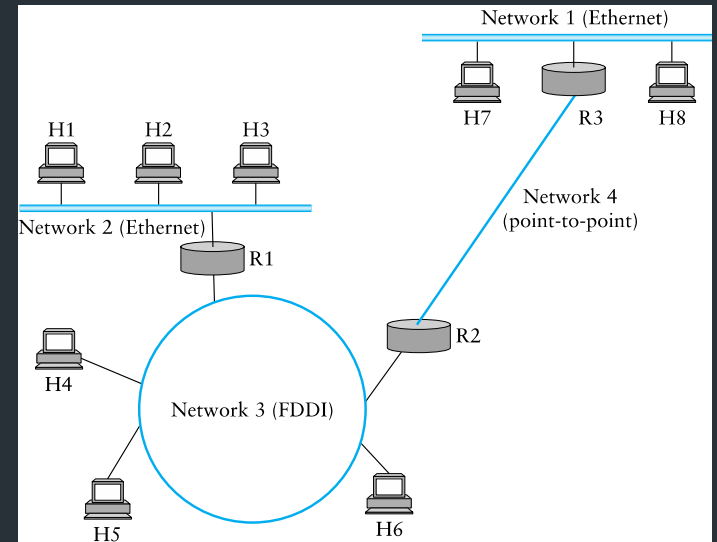 Network 1 (Ethernet)
H7
R3
H8
H1
H2
H3
Network 4
(point-to-point)
Network 2 (Ethernet)
R1
R2
H4
Network 3 (FDDI)
H5
H6